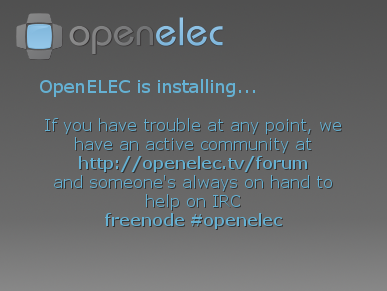 openelec
OpenELEC is installing...
If you have trouble at any point, we
have an active community at
http://openelec.tv/forum
and someone's always on hand to
help on IRC
freenode #openelec